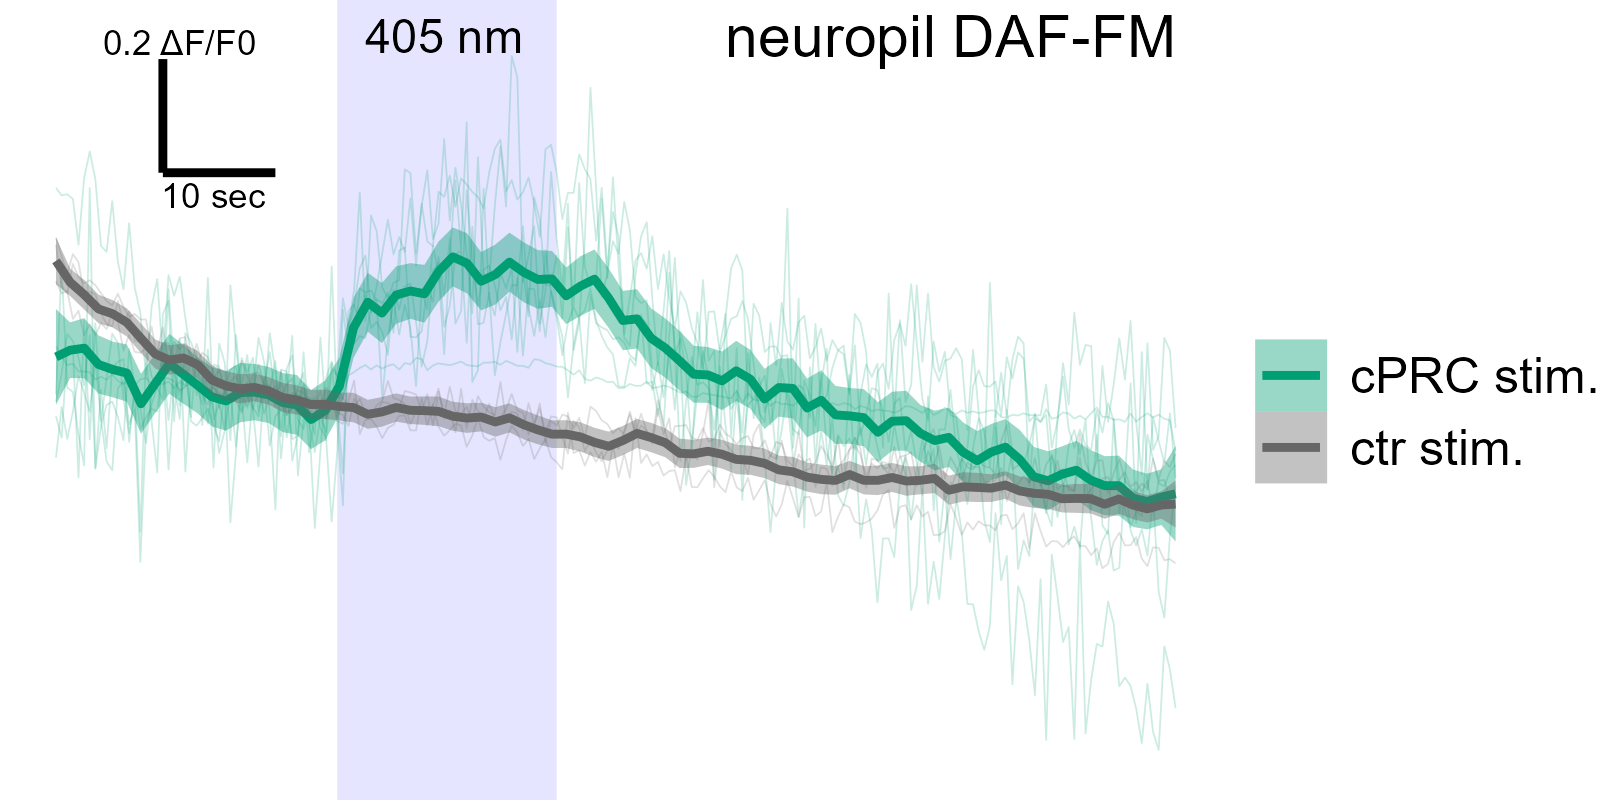 0.2 ΔF/F0
10 sec
405 nm
neuropil DAF-FM
cPRC stim.
ctr stim.